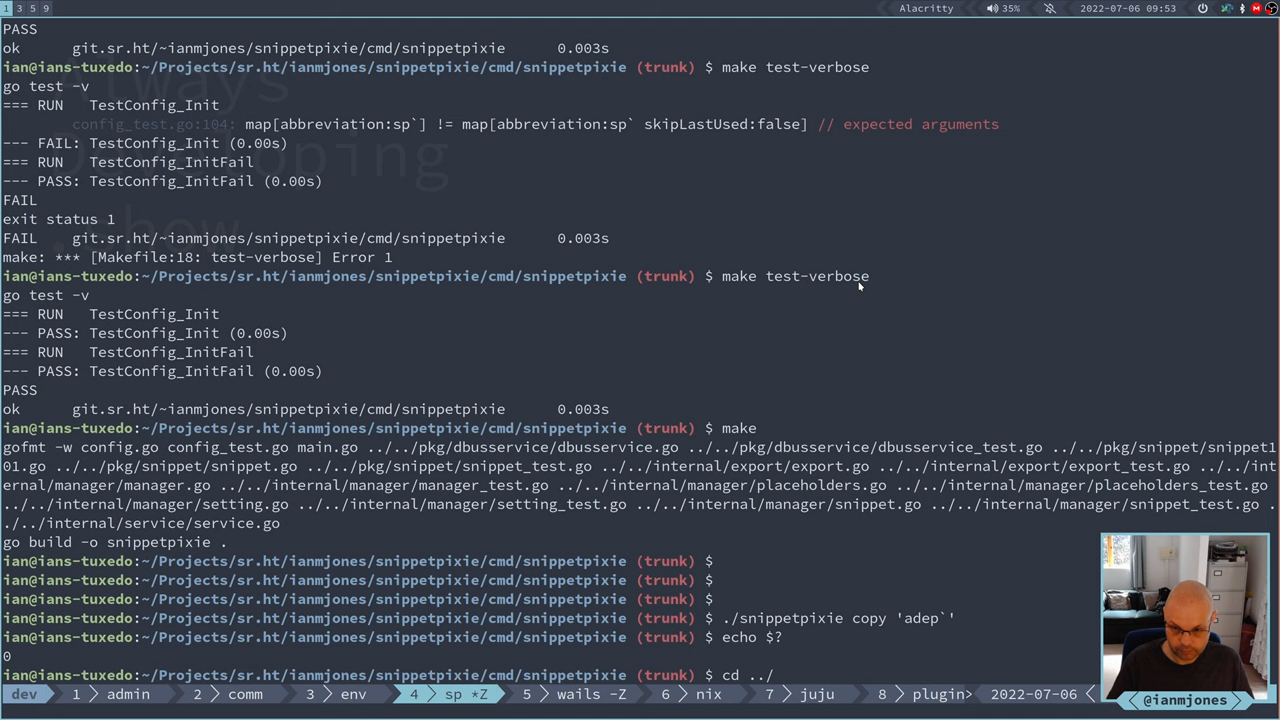 1 3 5 9 Alacritty 35% 2022-07-06 09:53
PASS
ok git.sr.ht/~ianmjones/snippetpixie/cmd/snippetpixie 0.003s
ian@ians-tuxedo:~/Projects/sr.ht/ianmjones/snippetpixie/cmd/snippetpixie (trunk) $ make test-verbose
go test -v
=== RUN TestConfig_Init
config_test.go:104: map[abbreviation:sp`] != map[abbreviation:sp` skipLastUsed:false] // expected arguments
--- FAIL: TestConfig_Init (0.00s)
=== RUN TestConfig_InitFail
--- PASS: TestConfig_InitFail (0.00s)
FAIL
exit status 1
FAIL git.sr.ht/~ianmjones/snippetpixie/cmd/snippetpixie 0.003s
make: *** [Makefile:18: test-verbose] Error 1
ian@ians-tuxedo:~/Projects/sr.ht/ianmjones/snippetpixie/cmd/snippetpixie (trunk) $ make test-verbose
go test -v
=== RUN TestConfig_Init
--- PASS: TestConfig_Init (0.00s)
=== RUN TestConfig_InitFail
--- PASS: TestConfig_InitFail (0.00s)
PASS
ok git.sr.ht/~ianmjones/snippetpixie/cmd/snippetpixie 0.003s
ian@ians-tuxedo:~/Projects/sr.ht/ianmjones/snippetpixie/cmd/snippetpixie (trunk) $ make
gofmt -w config.go config_test.go main.go ../../pkg/dbusservice/dbusservice.go ../../pkg/dbusservice/dbusservice_test.go ../../pkg/snippet/snippet1
01.go ../../pkg/snippet/snippet.go ../../pkg/snippet/snippet_test.go ../../internal/export/export.go ../../internal/export/export_test.go ../../int
ernal/manager/manager.go ../../internal/manager/manager_test.go ../../internal/manager/placeholders.go ../../internal/manager/placeholders_test.go
../../internal/manager/setting.go ../../internal/manager/setting_test.go ../../internal/manager/snippet.go ../../internal/manager/snippet_test.go .
./../internal/service/service.go
go build -o snippetpixie .
ian@ians-tuxedo:~/Projects/sr.ht/ianmjones/snippetpixie/cmd/snippetpixie (trunk) $
ian@ians-tuxedo:~/Projects/sr.ht/ianmjones/snippetpixie/cmd/snippetpixie (trunk) $
ian@ians-tuxedo:~/Projects/sr.ht/ianmjones/snippetpixie/cmd/snippetpixie (trunk) $
ian@ians-tuxedo:~/Projects/sr.ht/ianmjones/snippetpixie/cmd/snippetpixie (trunk) $ ./snippetpixie copy 'adep`'
ian@ians-tuxedo:~/Projects/sr.ht/ianmjones/snippetpixie/cmd/snippetpixie (trunk) $ echo $?
0
ian@ians-tuxedo:~/Projects/sr.ht/ianmjones/snippetpixie/cmd/snippetpixie (trunk) $ cd ../
dev 1 admin 2 comm 3 env 4 sp *Z 5 wails -Z 6 nix 7 juju 8 plugin> 2022-07-06
@ianmjones
Always
Developing
.show